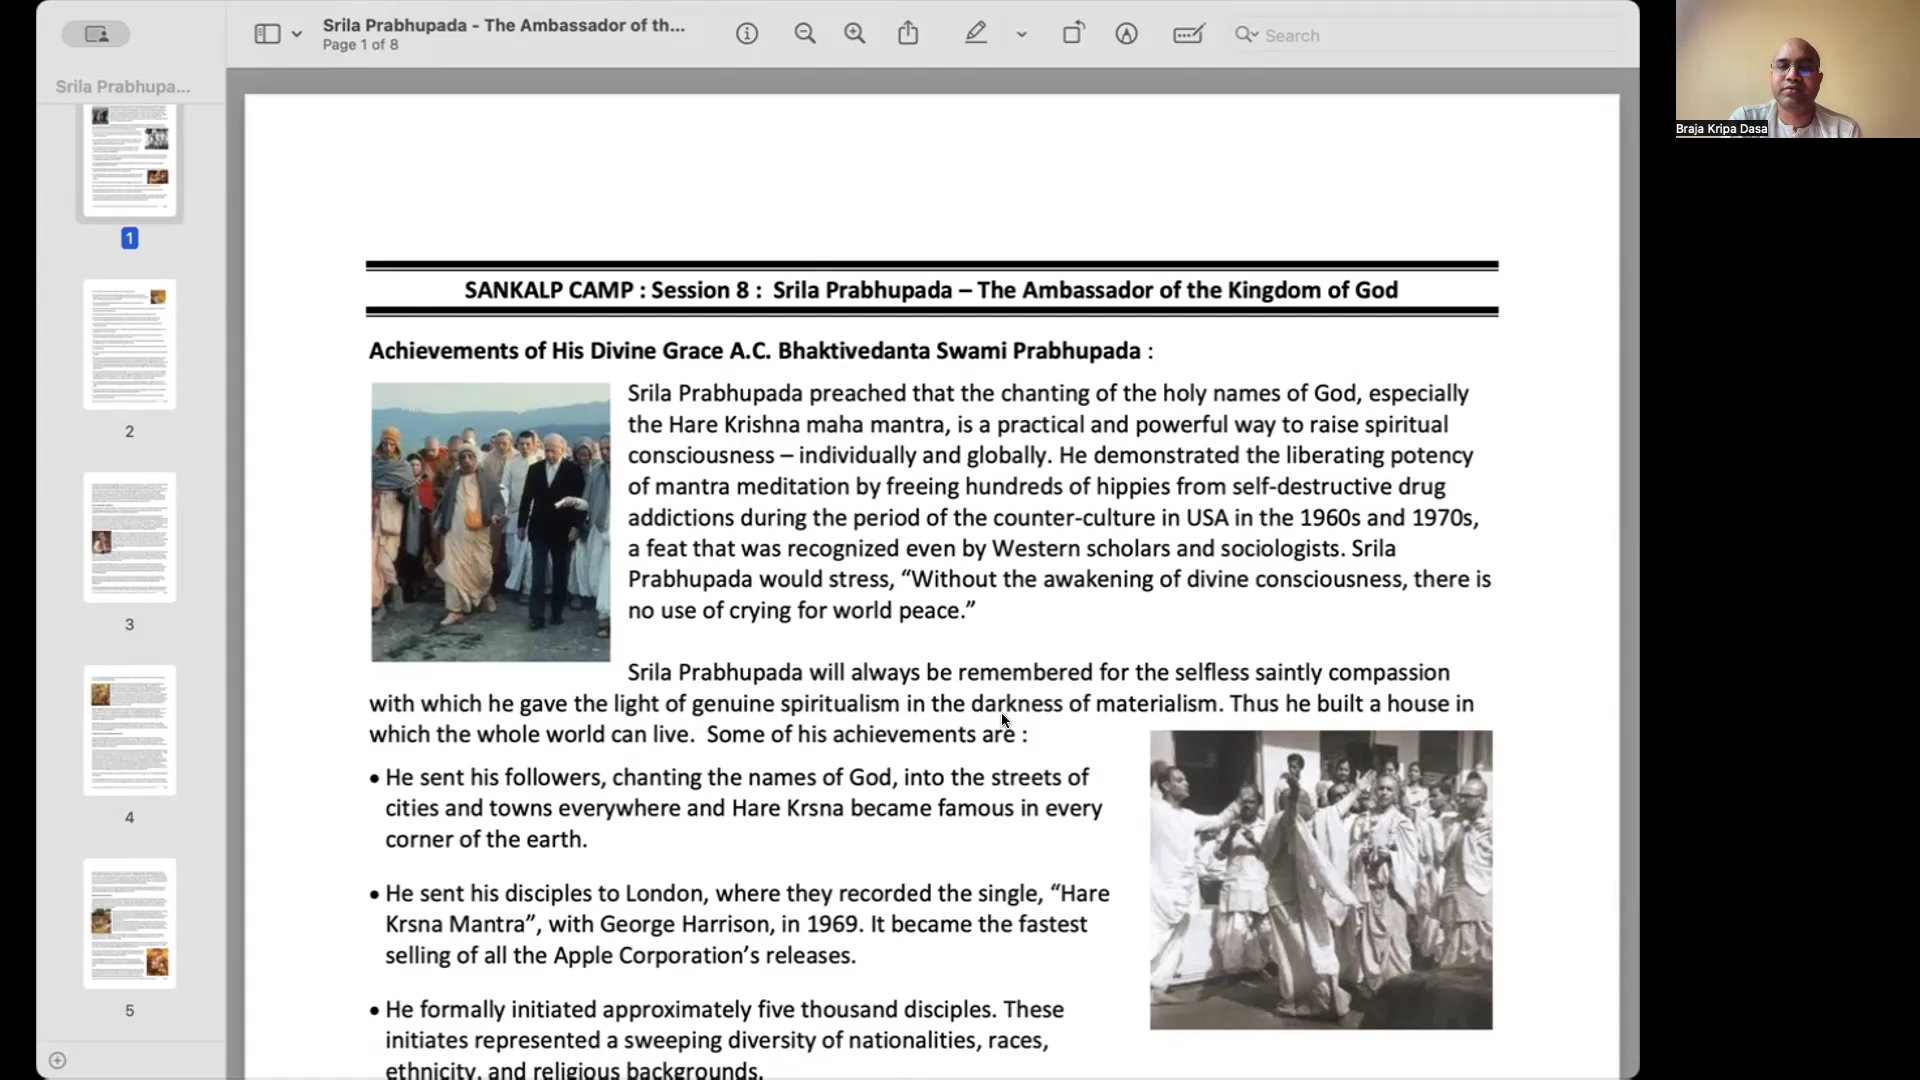 Srila Prabhupada - The Ambassador of th...
Page 1 of 8
Search
Srila Prabhupa...
1
2
3
4
5
Braja Kripa Dasa
SANKALP CAMP : Session 8 : Srila Prabhupada – The Ambassador of the Kingdom of God
Achievements of His Divine Grace A.C. Bhaktivedanta Swami Prabhupada :
Srila Prabhupada preached that the chanting of the holy names of God, especially
the Hare Krishna maha mantra, is a practical and powerful way to raise spiritual
consciousness – individually and globally. He demonstrated the liberating potency
of mantra meditation by freeing hundreds of hippies from self-destructive drug
addictions during the period of the counter-culture in USA in the 1960s and 1970s,
a feat that was recognized even by Western scholars and sociologists. Srila
Prabhupada would stress, “Without the awakening of divine consciousness, there is
no use of crying for world peace.”
Srila Prabhupada will always be remembered for the selfless saintly compassion
with which he gave the light of genuine spiritualism in the darkness of materialism. Thus he built a house in
which the whole world can live. Some of his achievements are :
• He sent his followers, chanting the names of God, into the streets of
cities and towns everywhere and Hare Krsna became famous in every
corner of the earth.
• He sent his disciples to London, where they recorded the single, “Hare
Krsna Mantra”, with George Harrison, in 1969. It became the fastest
selling of all the Apple Corporation’s releases.
• He formally initiated approximately five thousand disciples. These
initiates represented a sweeping diversity of nationalities, races,
ethnicity, and religious backgrounds.